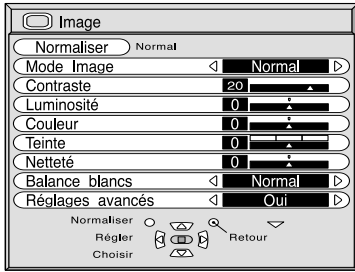 Image
Normaliser Normal
Mode Image Normal
Contraste 20
Luminosité 0
Couleur 0
Teinte 0
Netteté 0
Balance blancs Normal
Réglages avancés Oui
Normaliser
Régler Retour
Choisir